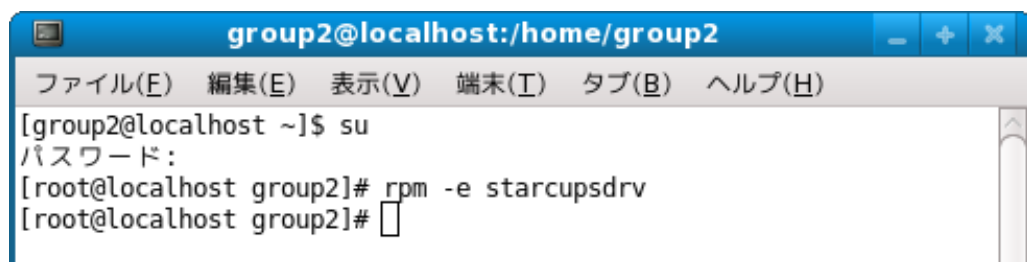 group2@localhost:/home/group2
ファイル(F) 編集(E) 表示(V) 端末(T) タブ(B) ヘルプ(H)
[group2@localhost ~]$ su
パスワード:
[root@localhost group2]# rpm -e starcupsdrv
[root@localhost group2]#